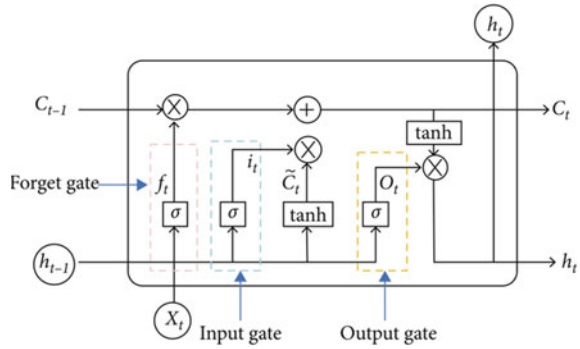 h_t
C_{t-1}
C_t
tanh
Forget gate
f_t
i_t
C̃_t
O_t
σ
σ
tanh
σ
h_{t-1}
h_t
X_t
Input gate
Output gate